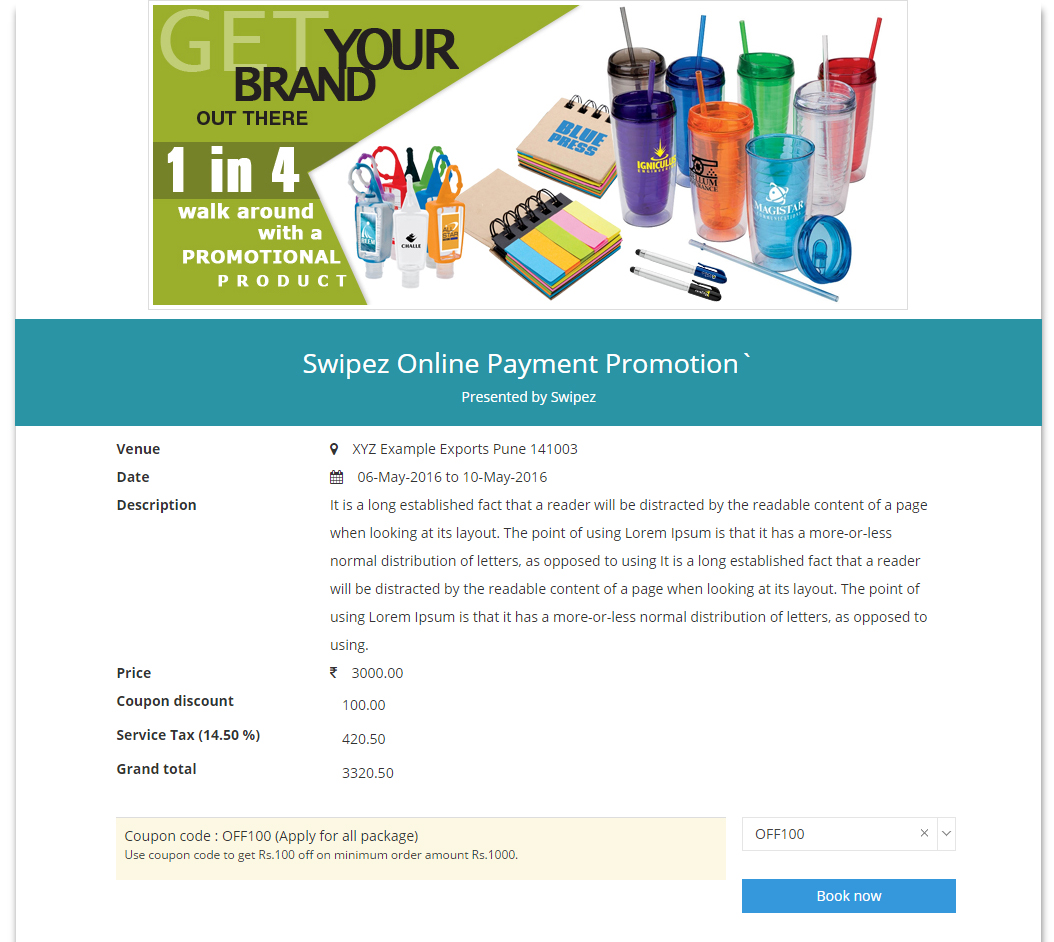 GET YOUR
BRAND
OUT THERE
1 in 4
walk around
with a
PROMOTIONAL
PRODUCT
BLUE
PRESS
IGNICULUS
MAGISTAR
COMMUNICATIONS
CHALLE
ALL
STAR
Swipez Online Payment Promotion `
Presented by Swipez
Venue XYZ Example Exports Pune 141003
Date 06-May-2016 to 10-May-2016
Description It is a long established fact that a reader will be distracted by the readable content of a page
when looking at its layout. The point of using Lorem Ipsum is that it has a more-or-less
normal distribution of letters, as opposed to using It is a long established fact that a reader
will be distracted by the readable content of a page when looking at its layout. The point of
using Lorem Ipsum is that it has a more-or-less normal distribution of letters, as opposed to
using.
Price ₹ 3000.00
Coupon discount 100.00
Service Tax (14.50 %) 420.50
Grand total 3320.50
Coupon code : OFF100 (Apply for all package)
Use coupon code to get Rs.100 off on minimum order amount Rs.1000.
OFF100 ×
Book now